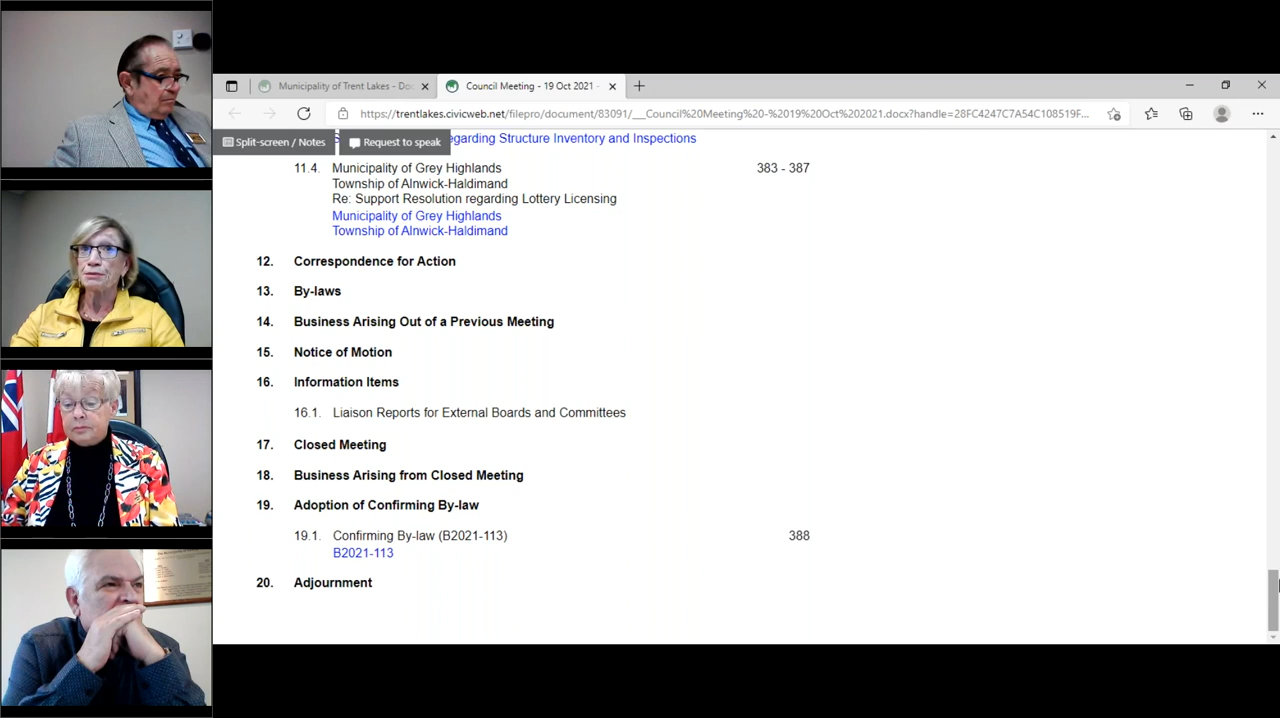 Municipality of Trent Lakes - Doc
Council Meeting - 19 Oct 2021 -
https://trentlakes.civicweb.net/filepro/document/83091/___Council%20Meeting%20-%2019%20Oct%202021.docx?handle=28FC4247C7A54C108519F...
Split-screen / Notes
Request to speak
egarding Structure Inventory and Inspections
11.4. Municipality of Grey Highlands 383 - 387
Township of Alnwick-Haldimand
Re: Support Resolution regarding Lottery Licensing
Municipality of Grey Highlands
Township of Alnwick-Haldimand
12. Correspondence for Action
13. By-laws
14. Business Arising Out of a Previous Meeting
15. Notice of Motion
16. Information Items
16.1. Liaison Reports for External Boards and Committees
17. Closed Meeting
18. Business Arising from Closed Meeting
19. Adoption of Confirming By-law
19.1. Confirming By-law (B2021-113) 388
B2021-113
20. Adjournment